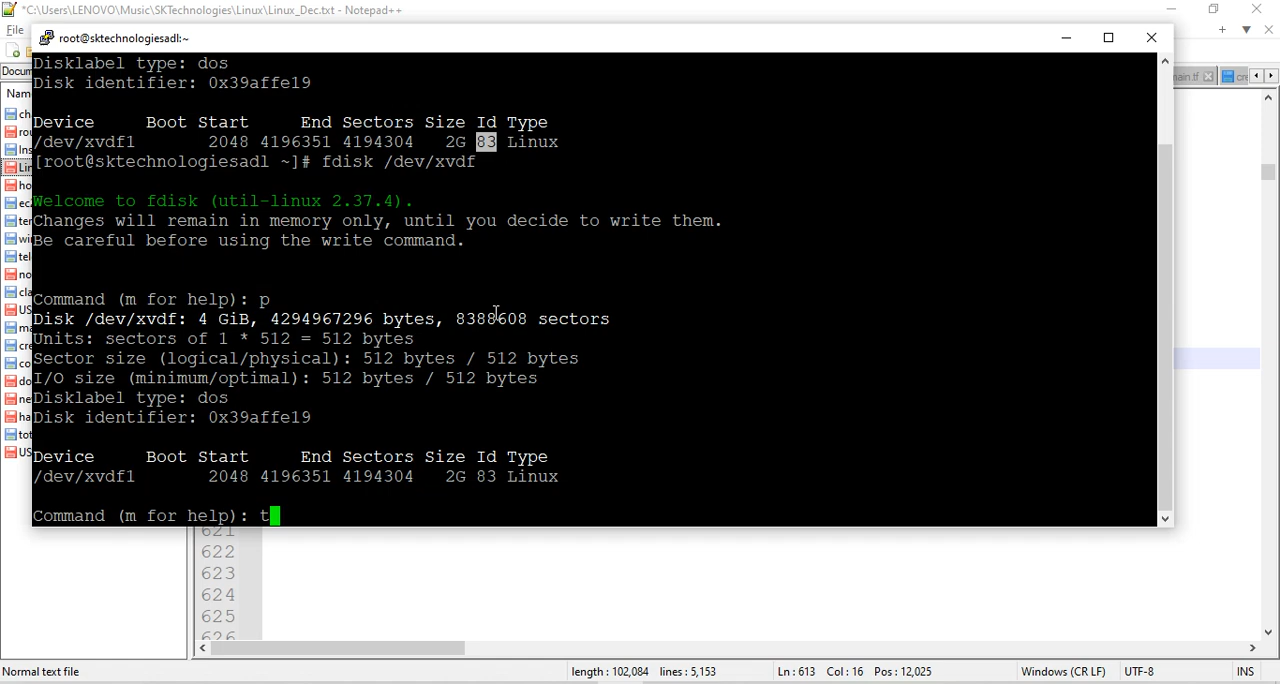 *C:\Users\LENOVO\Music\SKTechnologies\Linux\Linux_Dec.txt - Notepad++
File
root@sktechnologiesadl:~
Docum
Nam
main.tf
cre
Disklabel type: dos
Disk identifier: 0x39affe19
Device Boot Start End Sectors Size Id Type
/dev/xvdf1 2048 4196351 4194304 2G 83 Linux
[root@sktechnologiesadl ~]# fdisk /dev/xvdf
Welcome to fdisk (util-linux 2.37.4).
Changes will remain in memory only, until you decide to write them.
Be careful before using the write command.
Command (m for help): p
Disk /dev/xvdf: 4 GiB, 4294967296 bytes, 8388608 sectors
Units: sectors of 1 * 512 = 512 bytes
Sector size (logical/physical): 512 bytes / 512 bytes
I/O size (minimum/optimal): 512 bytes / 512 bytes
Disklabel type: dos
Disk identifier: 0x39affe19
Device Boot Start End Sectors Size Id Type
/dev/xvdf1 2048 4196351 4194304 2G 83 Linux
Command (m for help): t
621
622
623
624
625
626
Normal text file length : 102,084 lines : 5,153 Ln : 613 Col : 16 Pos : 12,025 Windows (CR LF) UTF-8 INS